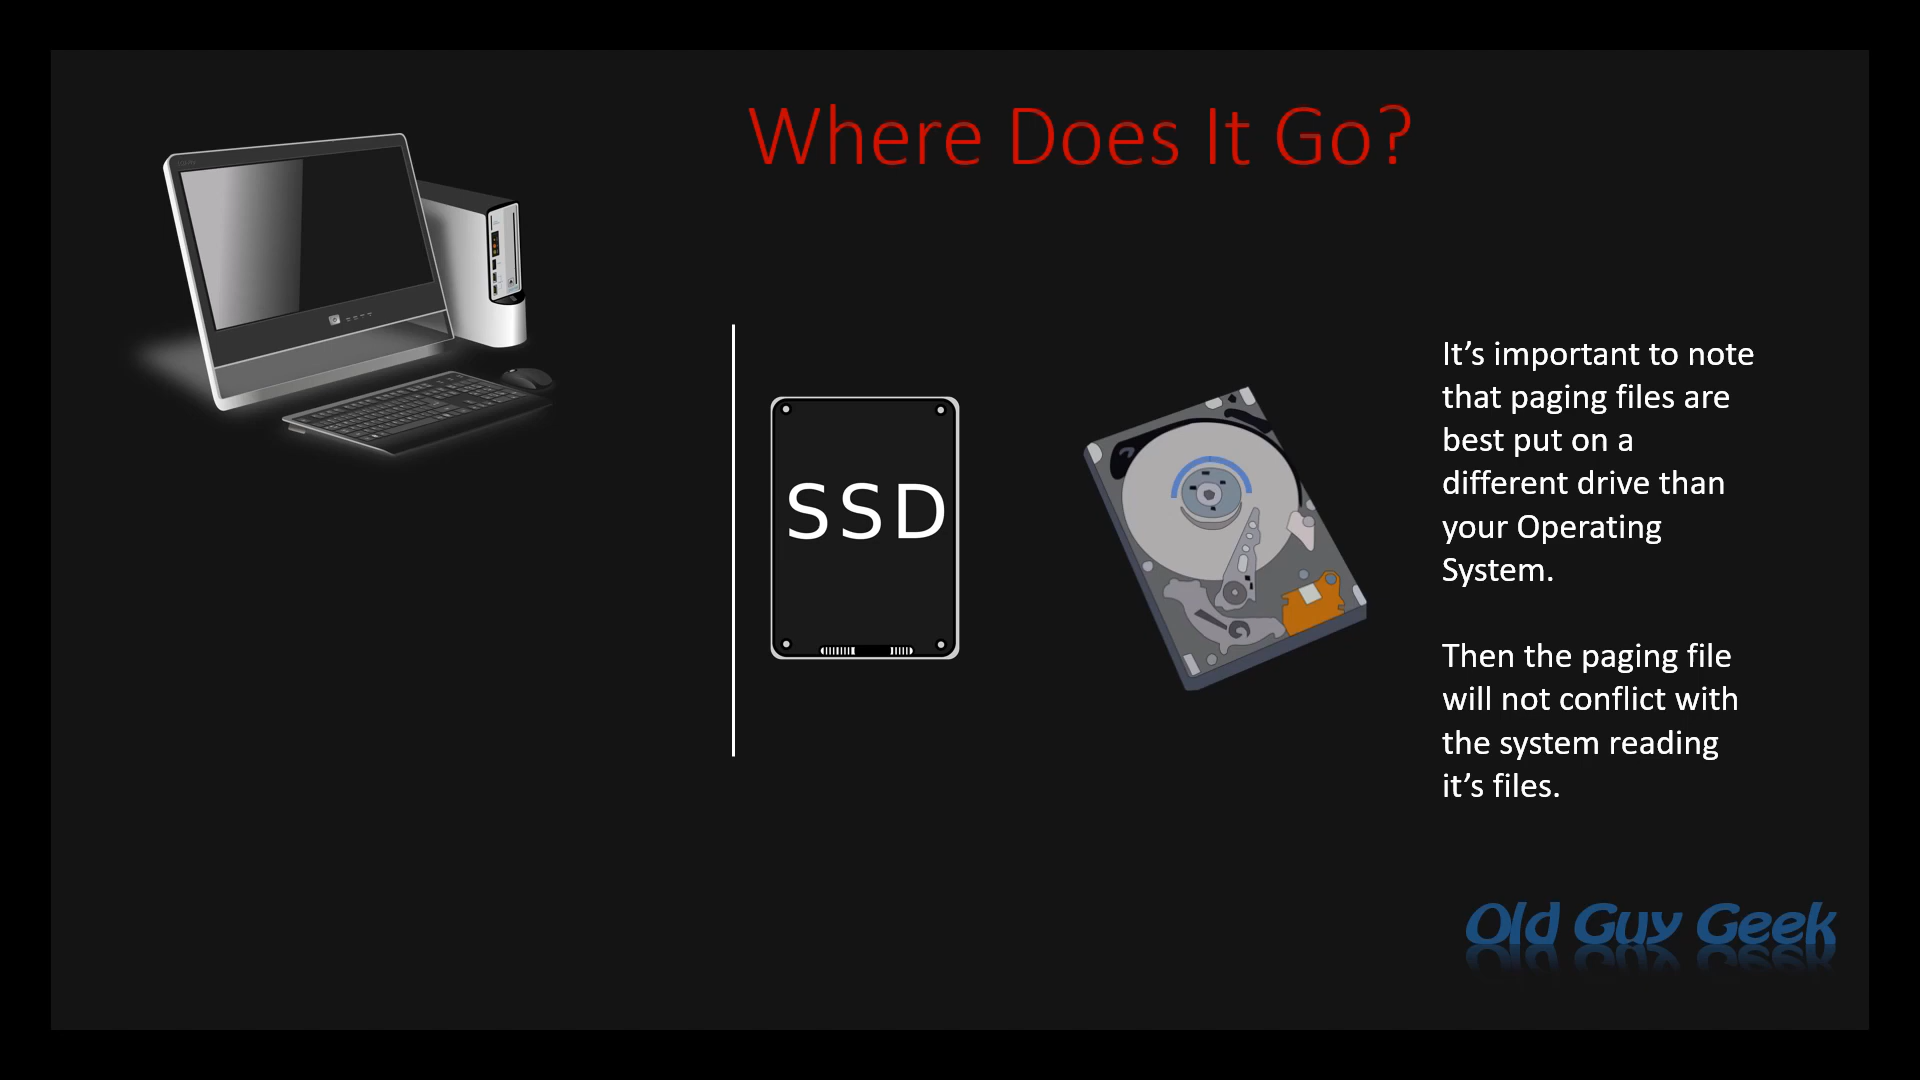 Where Does It Go?
SSD
It’s important to note
that paging files are
best put on a
different drive than
your Operating
System.
Then the paging file
will not conflict with
the system reading
it’s files.
Old Guy Geek